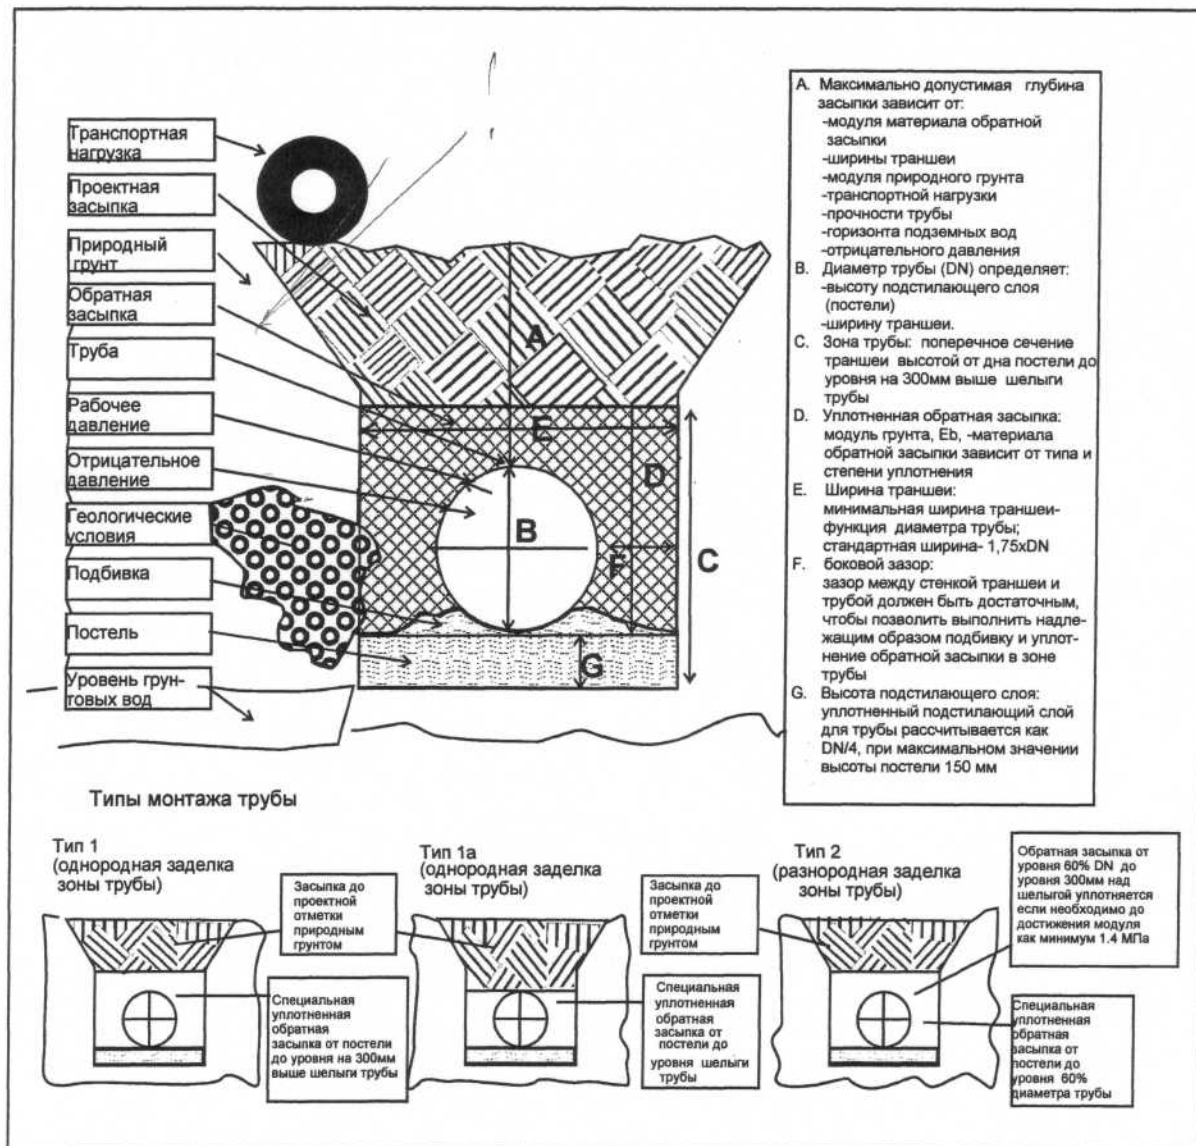 Транспортная
нагрузка
Проектная
засыпка
Природный
грунт
Обратная
засыпка
Труба
Рабочее
давление
Отрицательное
давление
Геологические
условия
Подбивка
Постель
Уровень грун-
товых вод
A
E
D
B
C
F
G
A. Максимально допустимая глубина
засыпки зависит от:
-модуля материала обратной
засыпки
-ширины траншеи
-модуля природного грунта
-транспортной нагрузки
-прочности трубы
-горизонта подземных вод
-отрицательного давления
B. Диаметр трубы (DN) определяет:
-высоту подстилающего слоя
(постели)
-ширину траншеи.
C. Зона трубы: поперечное сечение
траншеи высотой от дна постели до
уровня на 300мм выше шелыги
трубы
D. Уплотненная обратная засыпка:
модуль грунта, Eb, -материала
обратной засыпки зависит от типа и
степени уплотнения
E. Ширина траншеи:
минимальная ширина траншеи-
функция диаметра трубы;
стандартная ширина- 1,75xDN
F. боковой зазор:
зазор между стенкой траншеи и
трубой должен быть достаточным,
чтобы позволить выполнить надле-
жащим образом подбивку и уплот-
нение обратной засыпки в зоне
трубы
G. Высота подстилающего слоя:
уплотненный подстилающий слой
для трубы рассчитывается как
DN/4, при максимальном значении
высоты постели 150 мм
Типы монтажа трубы
Тип 1
(однородная заделка
зоны трубы)
Засыпка до
проектной
отметки
природным
грунтом
Специальная
уплотненная
обратная
засыпка от постели
до уровня на 300мм
выше шелыги трубы
Тип 1а
(однородная заделка
зоны трубы)
Засыпка до
проектной
отметки
природным
грунтом
Специальная
уплотненная
обратная
засыпка от
постели до
уровня шелыги
трубы
Тип 2
(разнородная заделка
зоны трубы)
Обратная засыпка от
уровня 60% DN до
уровня 300мм над
шелыгой уплотняется
если необходимо до
достижения модуля
как минимум 1.4 МПа
Специальная
уплотненная
обратная
засыпка от
постели до
уровня 60%
диаметра трубы